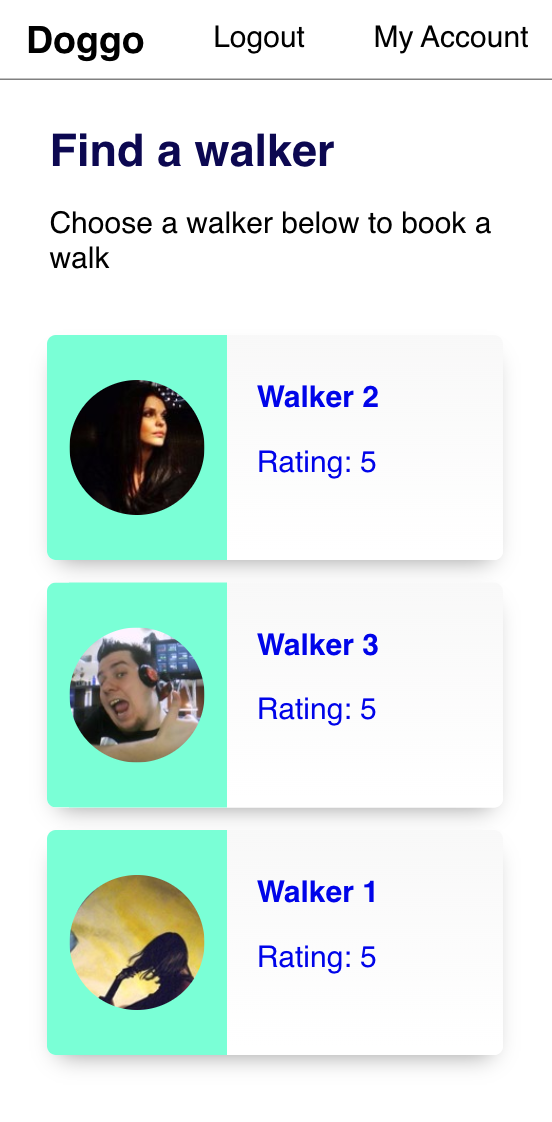 Doggo Logout My Account
Find a walker
Choose a walker below to book a
walk
Walker 2
Rating: 5
Walker 3
Rating: 5
Walker 1
Rating: 5